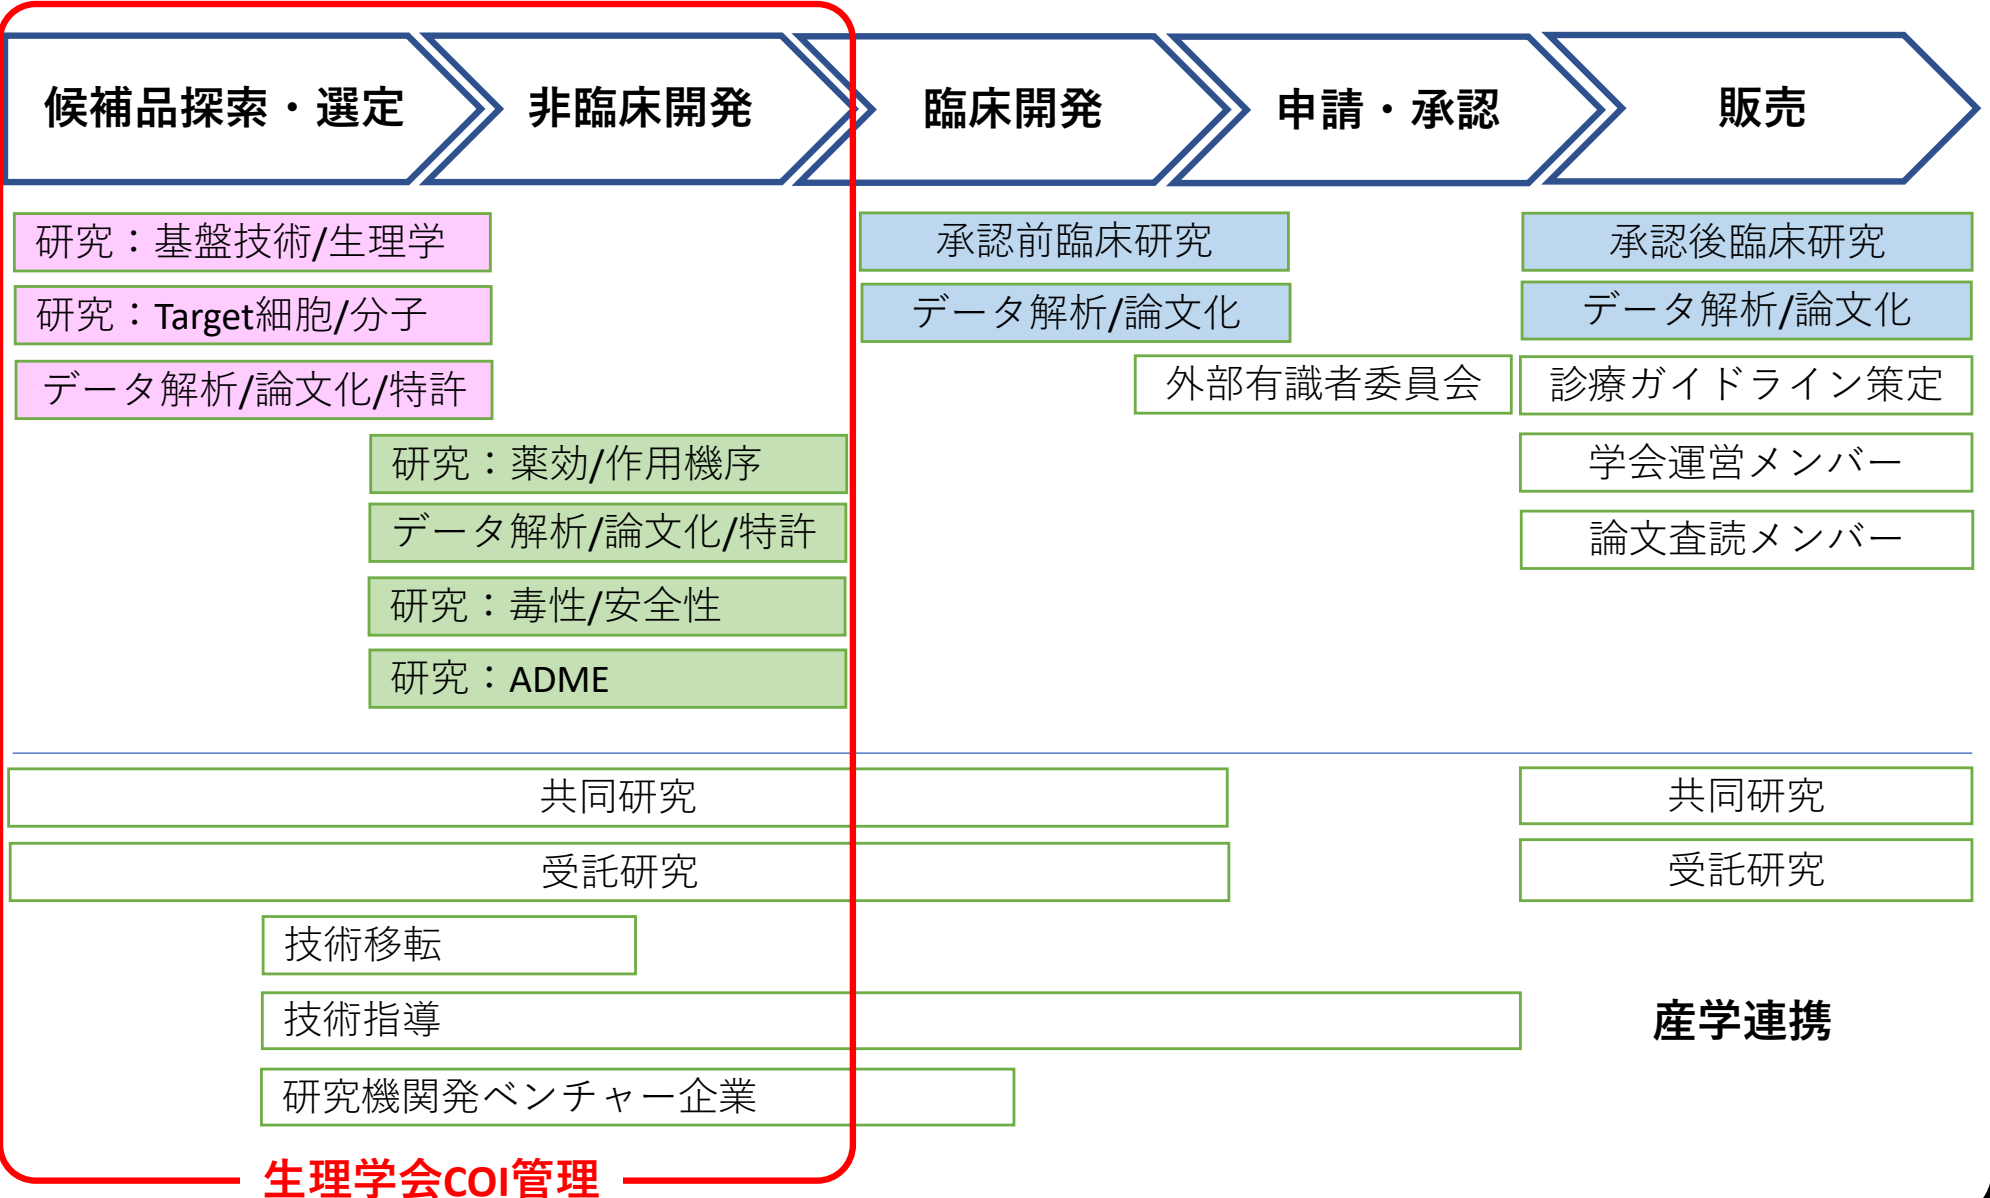 候補品探索・選定
非臨床開発
臨床開発
申請・承認
販売
研究：基盤技術/生理学
承認前臨床研究
承認後臨床研究
研究：Target細胞/分子
データ解析/論文化
データ解析/論文化
データ解析/論文化/特許
外部有識者委員会
診療ガイドライン策定
研究：薬効/作用機序
学会運営メンバー
データ解析/論文化/特許
論文査読メンバー
研究：毒性/安全性
研究：ADME
共同研究
共同研究
受託研究
受託研究
技術移転
技術指導
産学連携
研究機関発ベンチャー企業
生理学会COI管理